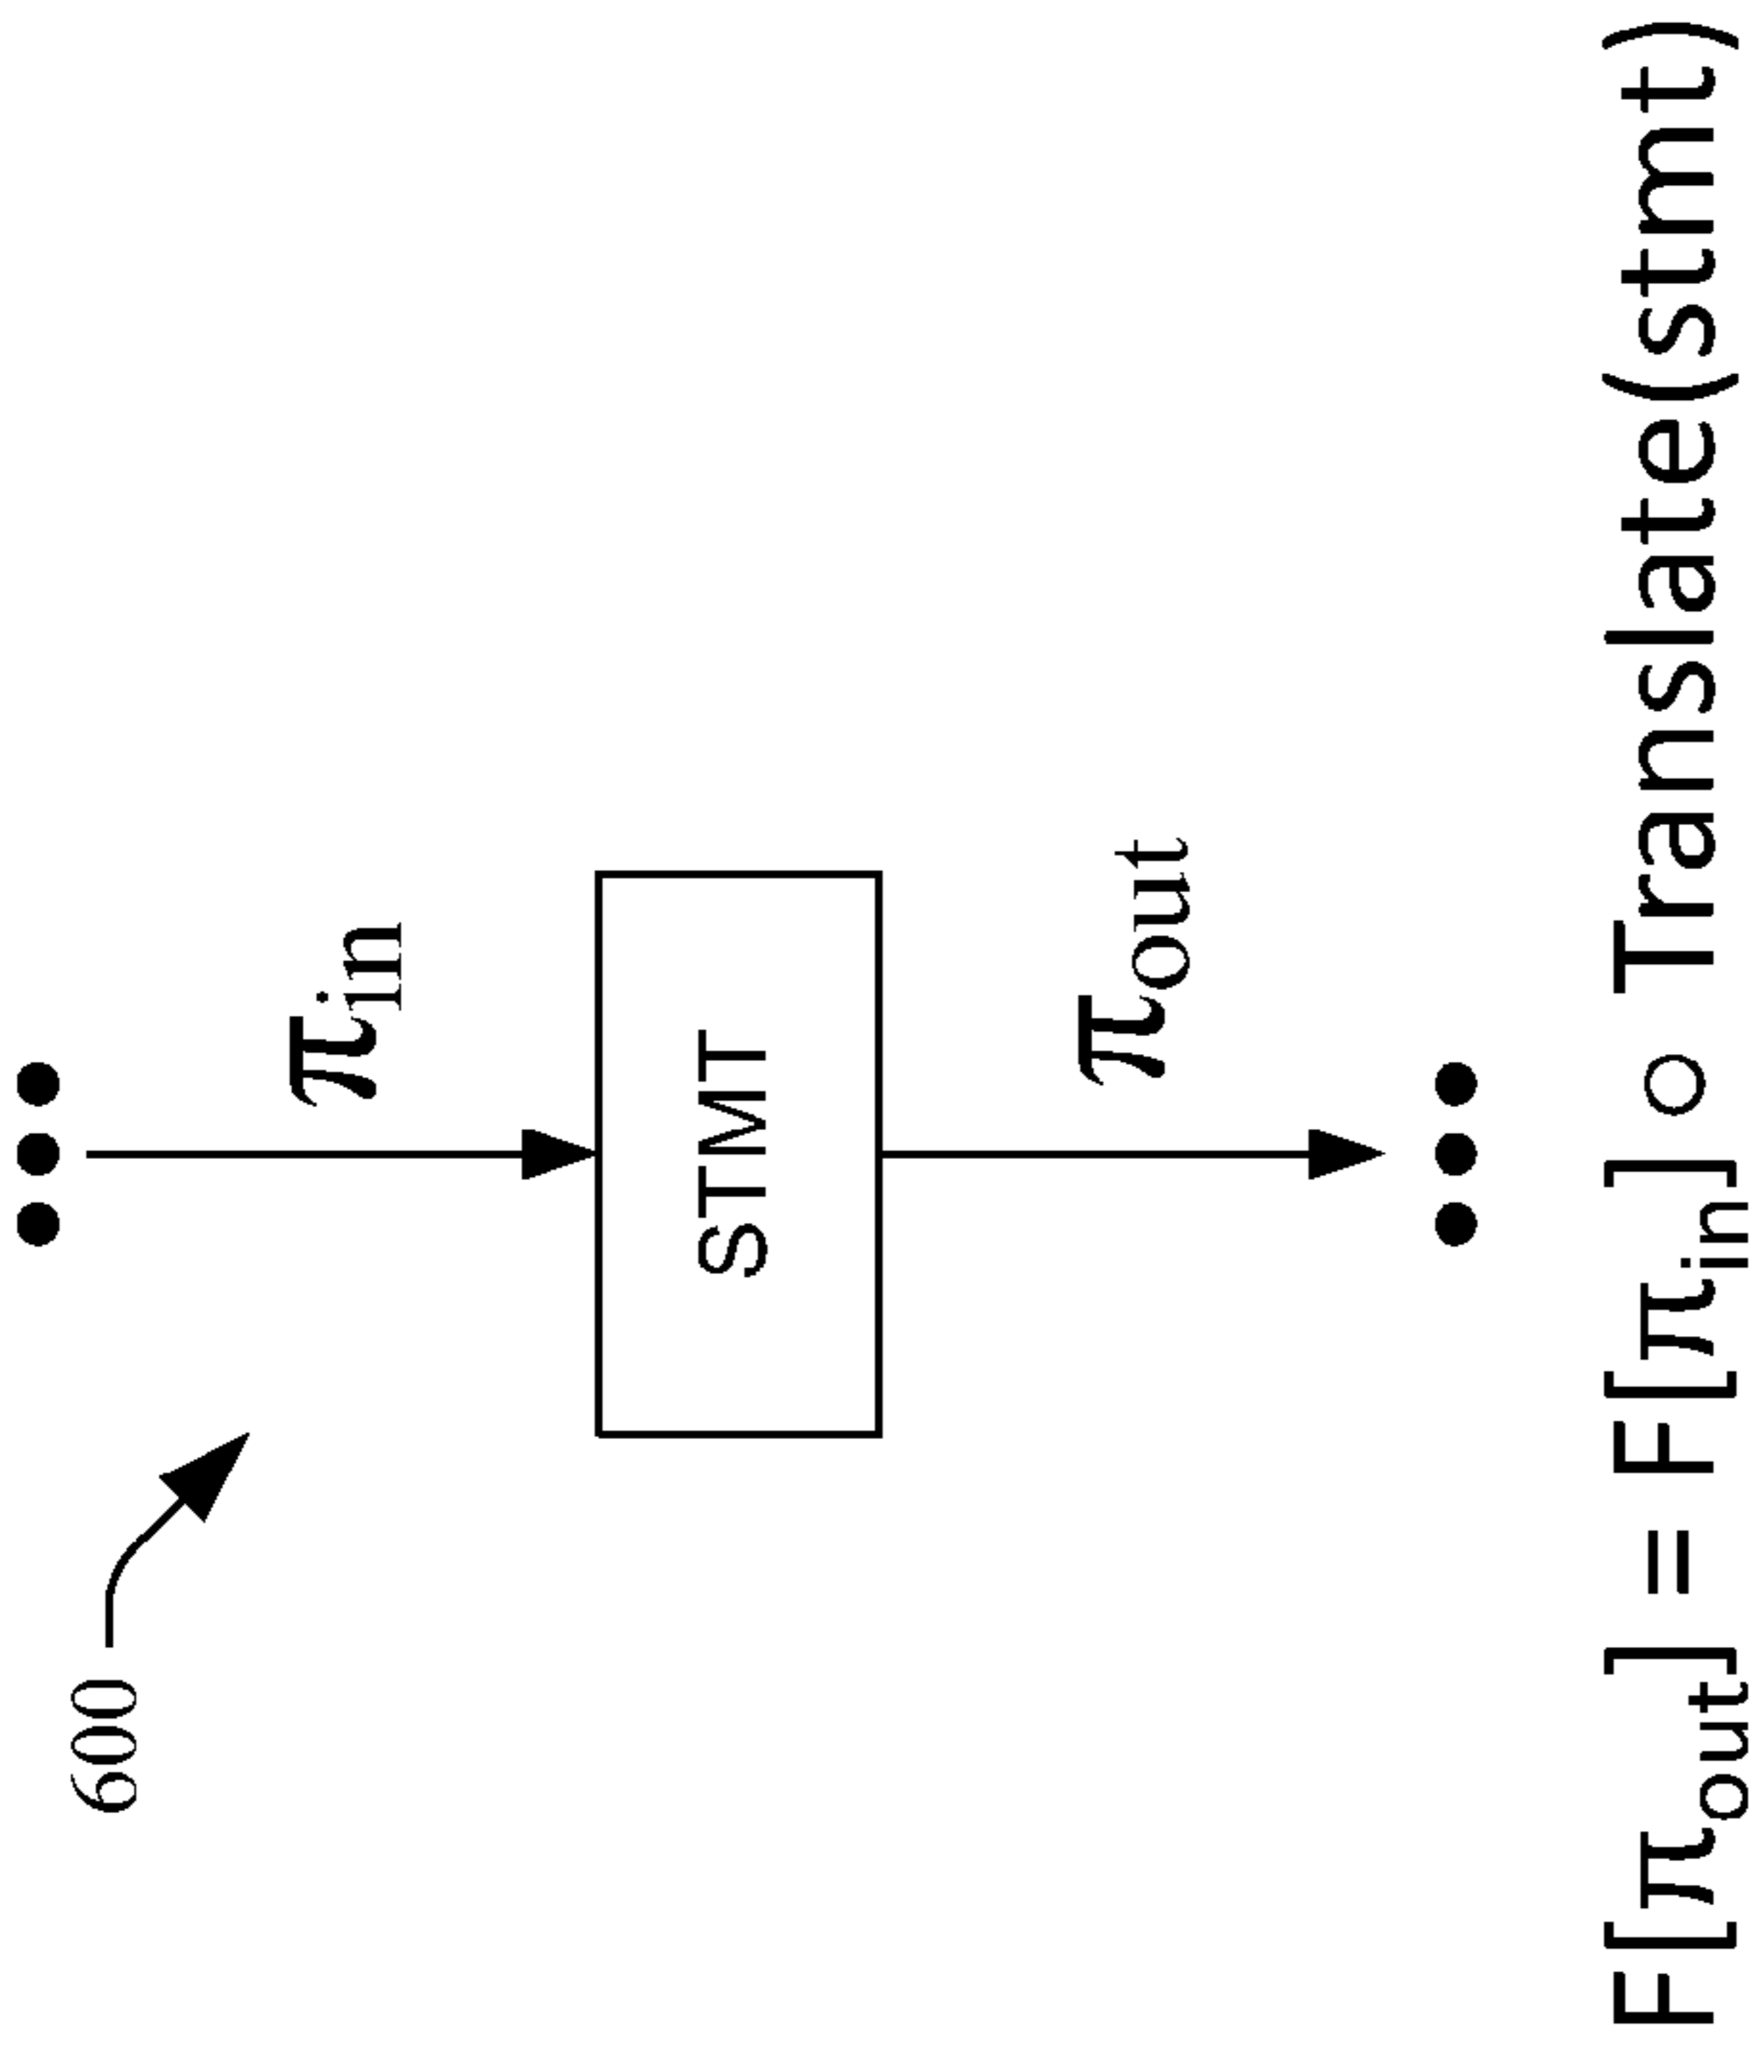 600
π_in
STMT
π_out
F[π_out] = F[π_in] ○ Translate(stmt)